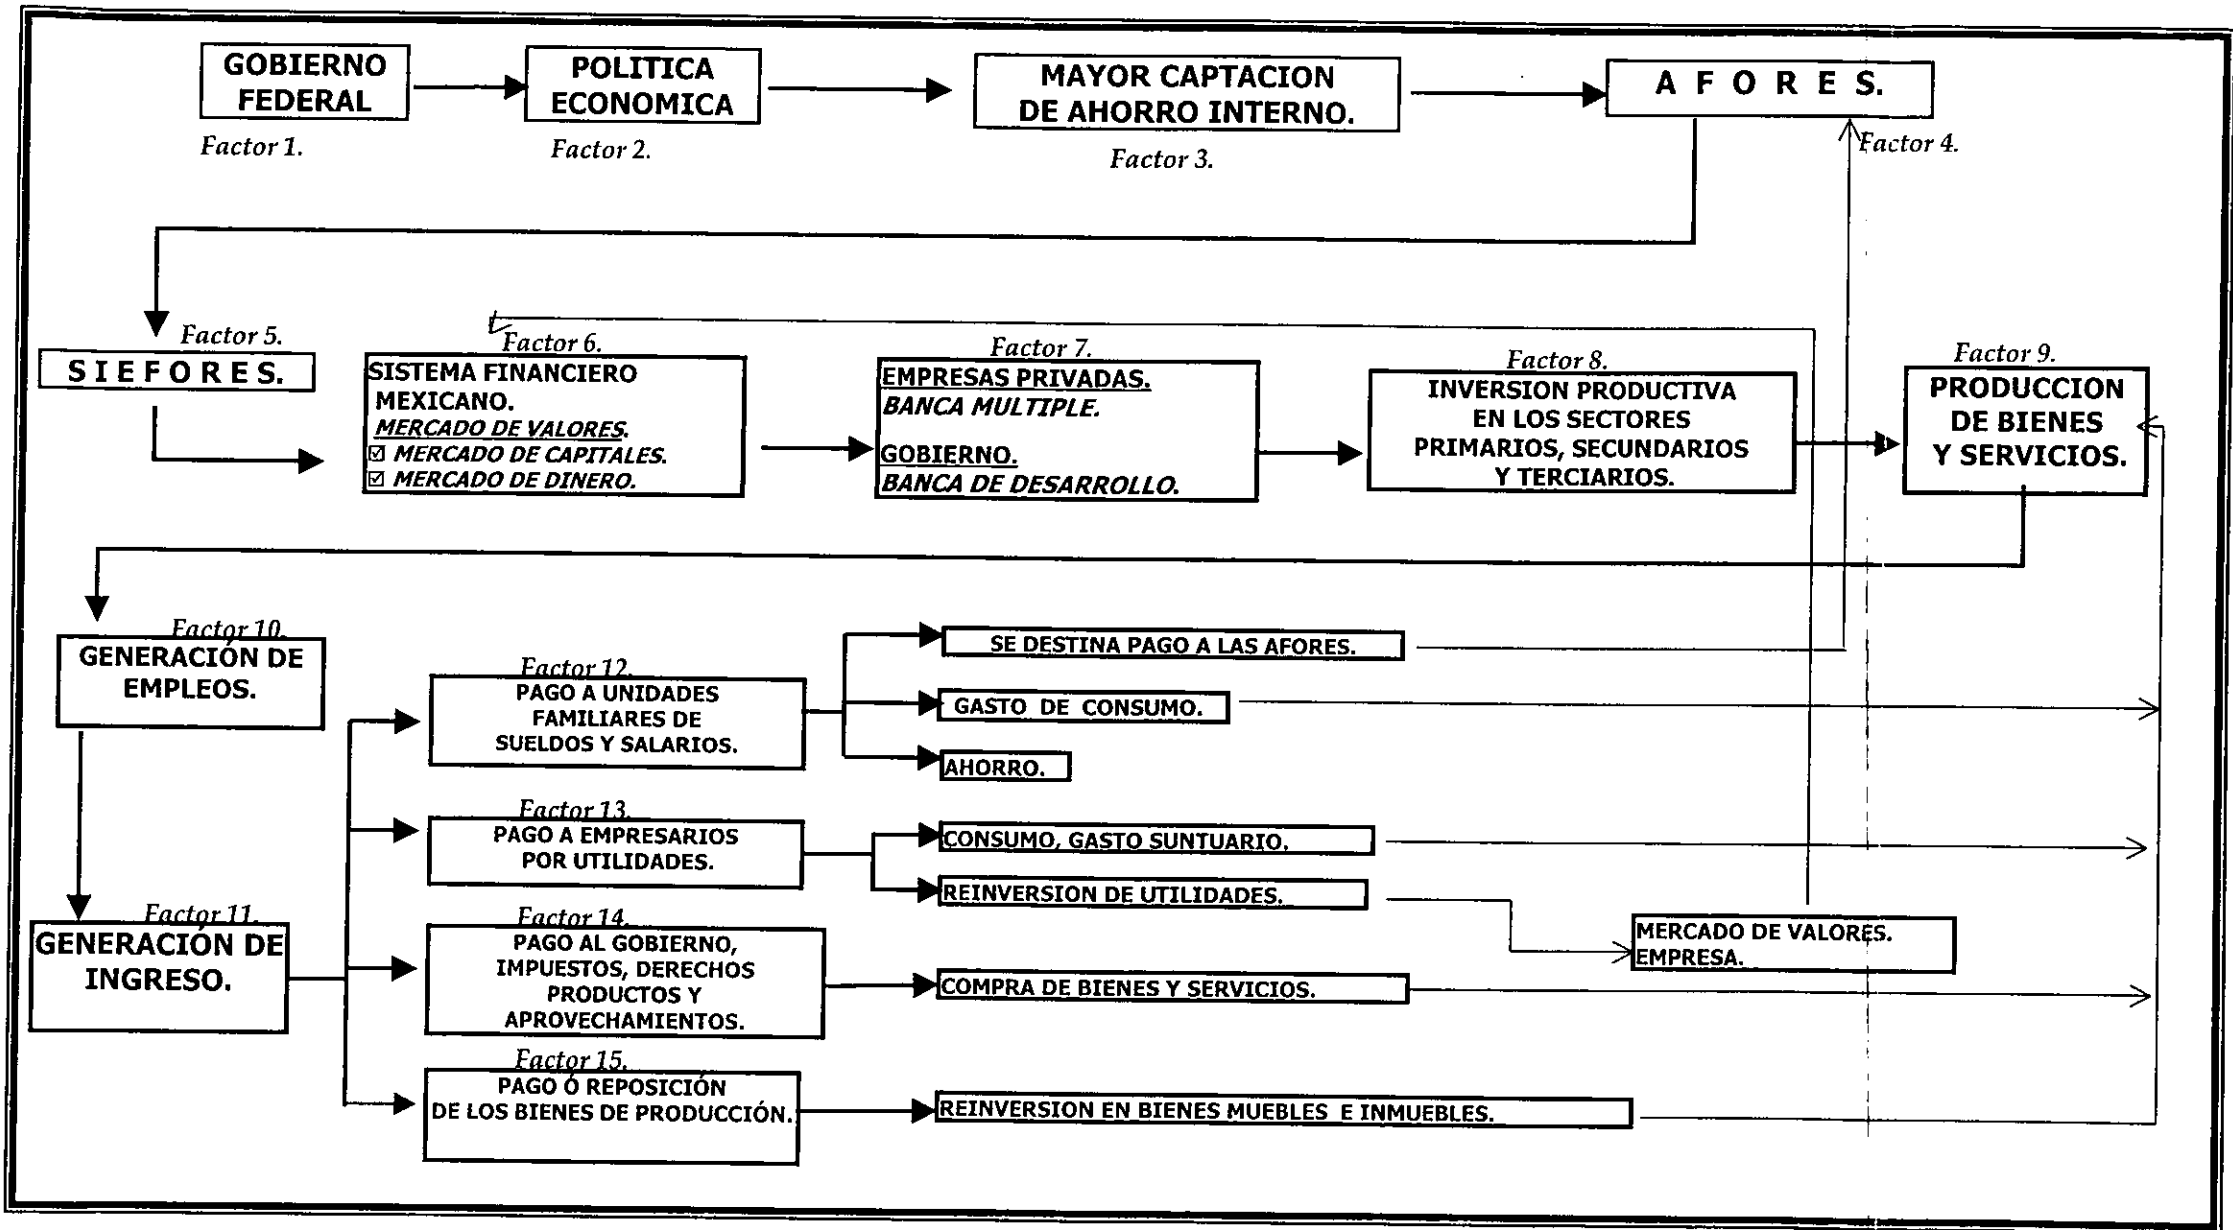 GOBIERNO
FEDERAL
Factor 1.
POLITICA
ECONOMICA
Factor 2.
MAYOR CAPTACION
DE AHORRO INTERNO.
Factor 3.
A F O R E S.
Factor 4.
Factor 5.
S I E F O R E S.
Factor 6.
SISTEMA FINANCIERO
MEXICANO.
MERCADO DE VALORES.
☑ MERCADO DE CAPITALES.
☑ MERCADO DE DINERO.
Factor 7.
EMPRESAS PRIVADAS.
BANCA MULTIPLE.
GOBIERNO.
BANCA DE DESARROLLO.
Factor 8.
INVERSION PRODUCTIVA
EN LOS SECTORES
PRIMARIOS, SECUNDARIOS
Y TERCIARIOS.
Factor 9.
PRODUCCION
DE BIENES
Y SERVICIOS.
Factor 10.
GENERACIÓN DE
EMPLEOS.
Factor 11.
GENERACIÓN DE
INGRESO.
Factor 12.
PAGO A UNIDADES
FAMILIARES DE
SUELDOS Y SALARIOS.
SE DESTINA PAGO A LAS AFORES.
GASTO DE CONSUMO.
AHORRO.
Factor 13.
PAGO A EMPRESARIOS
POR UTILIDADES.
CONSUMO, GASTO SUNTUARIO.
REINVERSION DE UTILIDADES.
MERCADO DE VALORES.
EMPRESA.
Factor 14.
PAGO AL GOBIERNO,
IMPUESTOS, DERECHOS
PRODUCTOS Y
APROVECHAMIENTOS.
COMPRA DE BIENES Y SERVICIOS.
Factor 15.
PAGO Ó REPOSICIÓN
DE LOS BIENES DE PRODUCCIÓN.
REINVERSION EN BIENES MUEBLES E INMUEBLES.